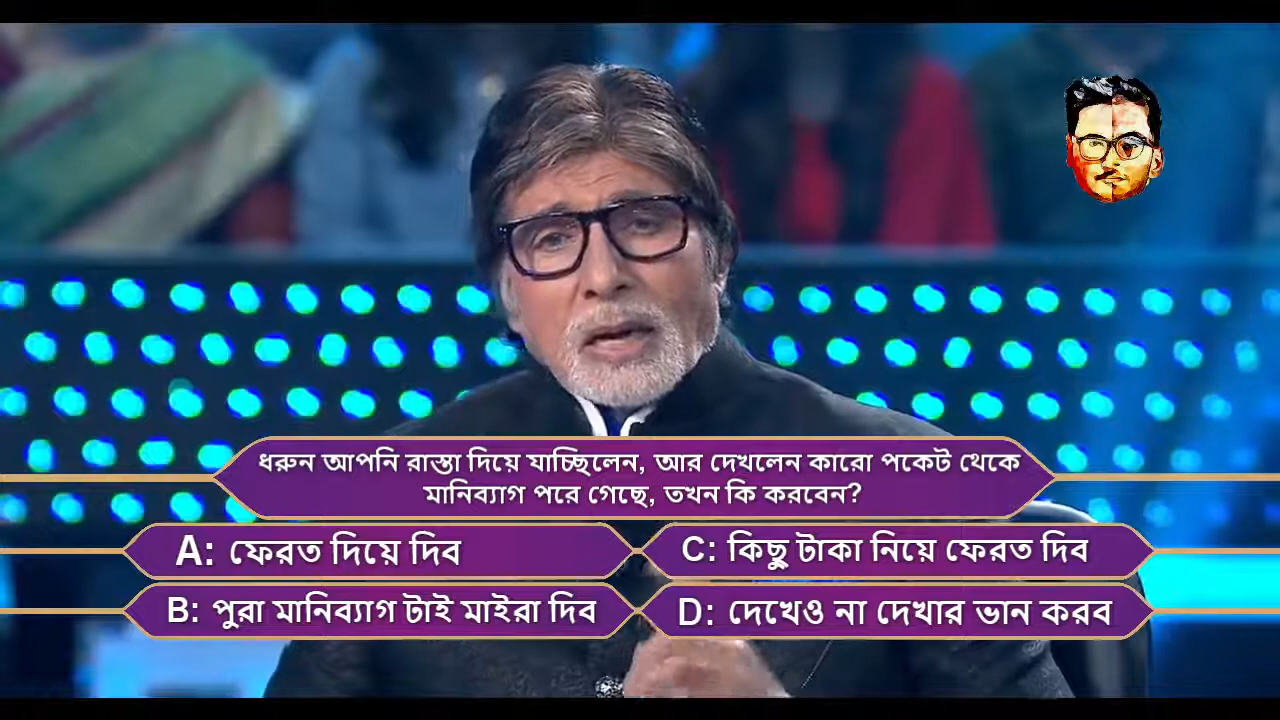 ধরুন আপনি রাস্তা দিয়ে যাচ্ছিলেন, আর দেখলেন কারো পকেট থেকে
মানিব্যাগ পরে গেছে, তখন কি করবেন?
A: ফেরত দিয়ে দিব
C: কিছু টাকা নিয়ে ফেরত দিব
B: পুরা মানিব্যাগ টাই মাইরা দিব
D: দেখেও না দেখার ভান করব